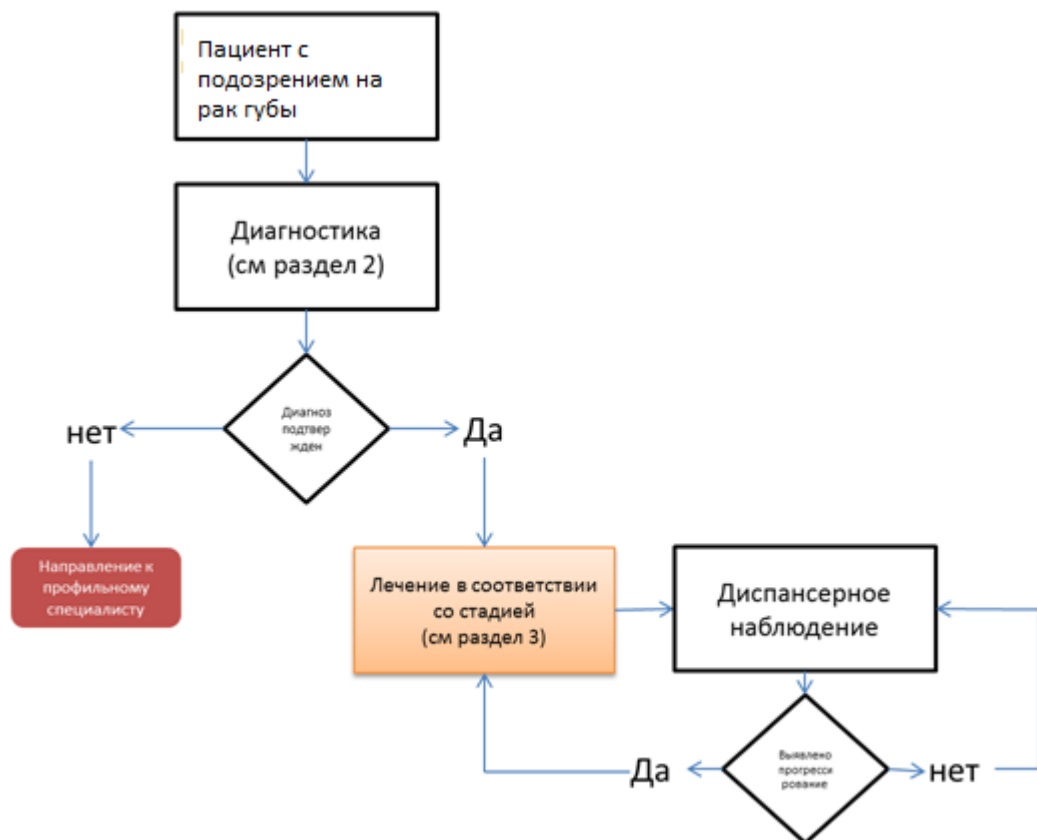 Пациент с
подозрением на
рак губы
Диагностика
(см раздел 2)
Диагноз
подтвер
жден
нет
Да
Направление к
профильному
специалисту
Лечение в соответствии
со стадией
(см раздел 3)
Диспансерное
наблюдение
Выявлено
прогресси
рование
Да
нет